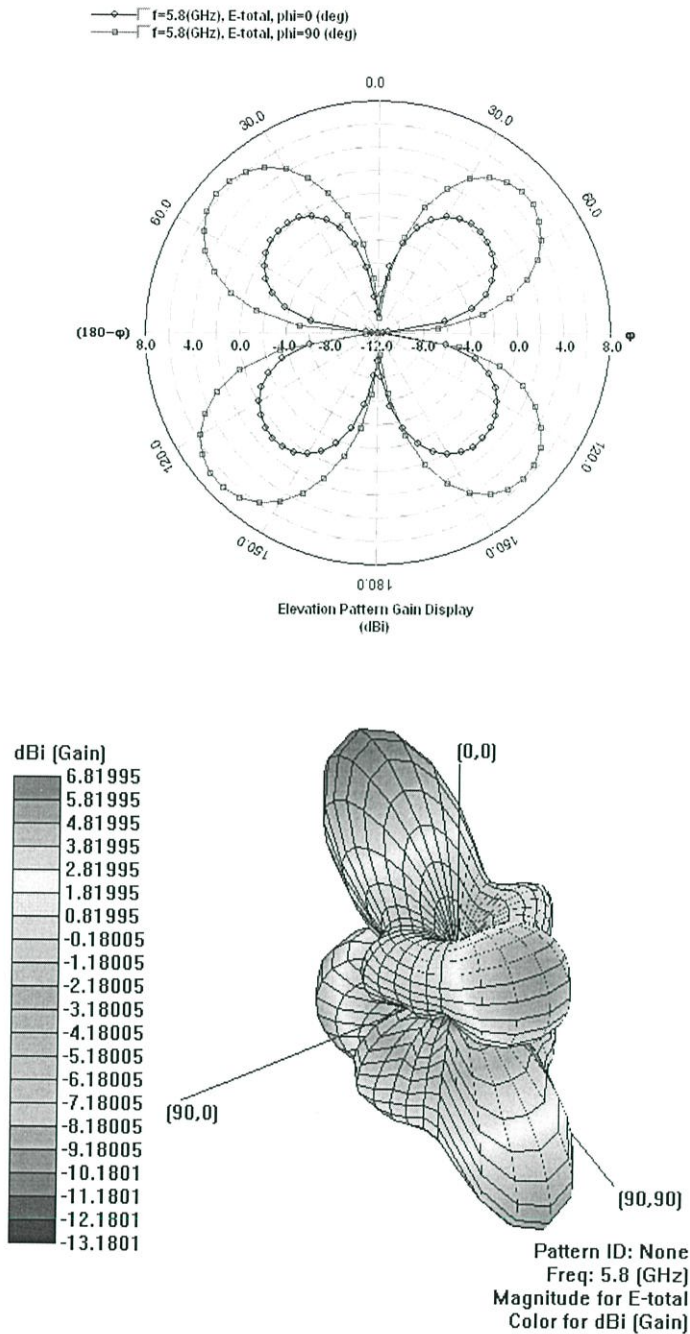 f=5.8(GHz), E-total, phi=0 (deg)
f=5.8(GHz), E-total, phi=90 (deg)
0.0
30.0
30.0
60.0
60.0
(180-φ)
φ
8.0 4.0 0.0 -4.0 -8.0 -12.0 -8.0 -4.0 0.0 4.0 8.0
120.0
120.0
150.0
150.0
180.0
Elevation Pattern Gain Display
(dBi)
dBi (Gain)
6.81995
5.81995
4.81995
3.81995
2.81995
1.81995
0.81995
-0.18005
-1.18005
-2.18005
-3.18005
-4.18005
-5.18005
-6.18005
-7.18005
-8.18005
-9.18005
-10.1801
-11.1801
-12.1801
-13.1801
(0,0)
(90,0)
(90,90)
Pattern ID: None
Freq: 5.8 (GHz)
Magnitude for E-total
Color for dBi (Gain)